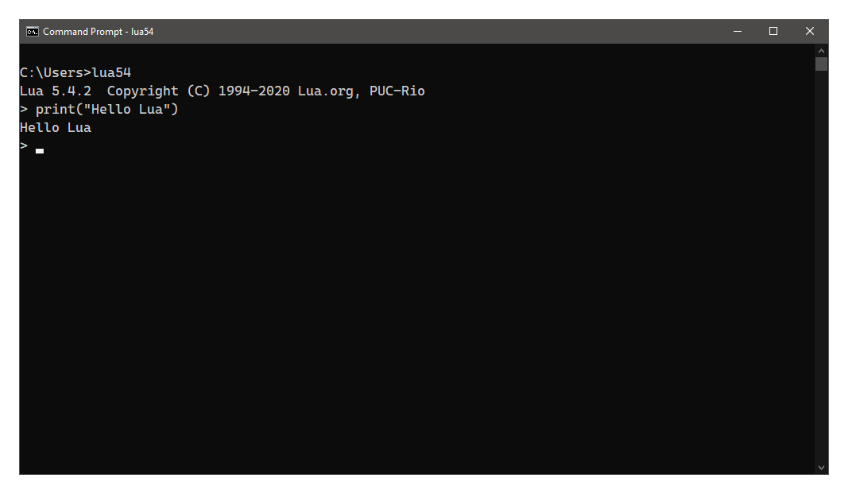 Command Prompt - lua54
C:\Users>lua54
Lua 5.4.2  Copyright (C) 1994-2020 Lua.org, PUC-Rio
> print("Hello Lua")
Hello Lua
>